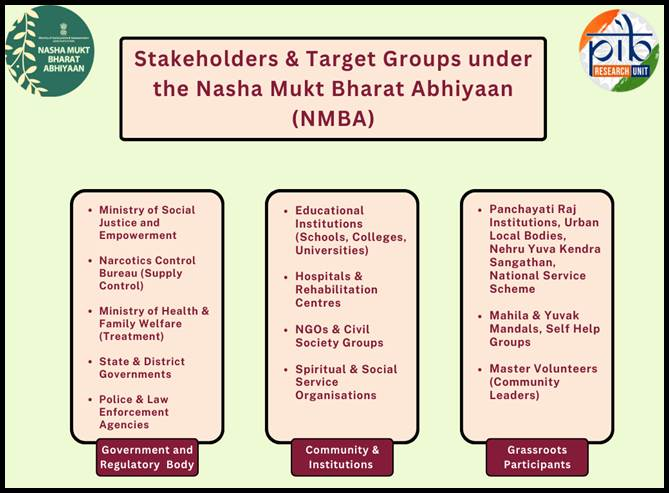 NASHA MUKT
BHARAT
ABHIYAAN
pib
RESEARCH UNIT
Stakeholders & Target Groups under
the Nasha Mukt Bharat Abhiyaan
(NMBA)
• Ministry of Social
Justice and
Empowerment
• Narcotics Control
Bureau (Supply
Control)
• Ministry of Health &
Family Welfare
(Treatment)
• State & District
Governments
• Police & Law
Enforcement
Agencies
Government and
Regulatory Body
• Educational
Institutions
(Schools, Colleges,
Universities)
• Hospitals &
Rehabilitation
Centres
• NGOs & Civil
Society Groups
• Spiritual & Social
Service
Organisations
Community &
Institutions
• Panchayati Raj
Institutions, Urban
Local Bodies,
Nehru Yuva Kendra
Sangathan,
National Service
Scheme
• Mahila & Yuvak
Mandals, Self Help
Groups
• Master Volunteers
(Community
Leaders)
Grassroots
Participants